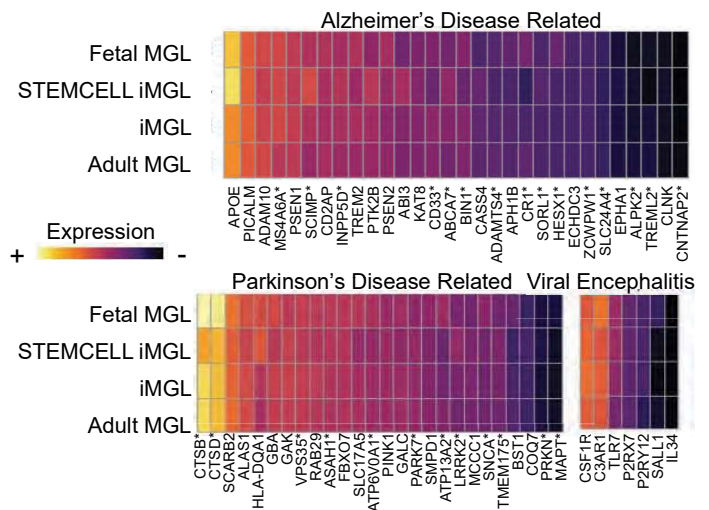 Alzheimer's Disease Related
Fetal MGL
STEMCELL iMGL
iMGL
Adult MGL
APOE
PICALM
ADAM10
MS4A6A*
PSEN1
SCIMP*
CD2AP
INPP5D*
TREM2
PTK2B
PSEN2
ABI3
KAT8
CD33*
ABCA7*
BIN1*
CASS4
ADAMTS4*
APH1B
CR1*
SORL1*
HESX1*
ECHDC3
ZCWPW1*
SLC24A4*
EPHA1
ALPK2*
TREML2*
CLNK
CNTNAP2*
Expression
+ -
Parkinson's Disease Related
Viral Encephalitis
Fetal MGL
STEMCELL iMGL
iMGL
Adult MGL
CTSB*
CTSD*
SCARB2
ALAS1
HLA-DQA1
GBA
GAK
VPS35*
RAB29
ASAH1*
FBXO7
SLC17A5
ATP6V0A1*
PINK1
GALC
PARK7*
SMPD1
ATP13A2*
LRRK2*
MCCC1
SNCA*
TMEM175*
BST1
COQ7
PRKN*
MAPT*
CSF1R
C3AR1
TLR7
P2RX7
P2RY12
SALL1
IL34